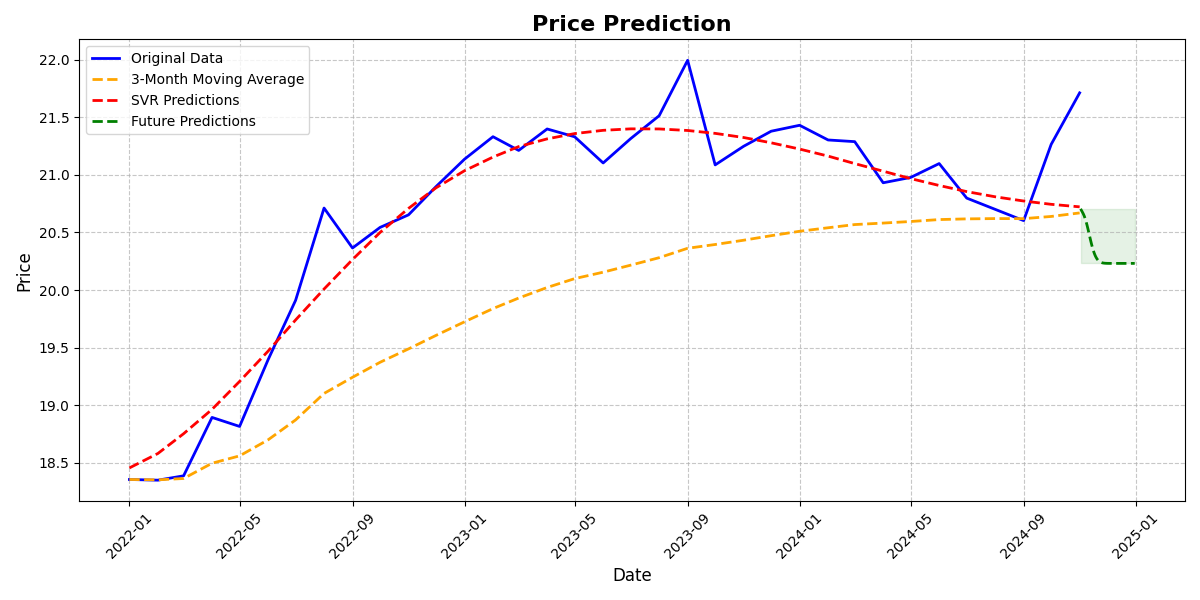 Price Prediction
Original Data
3-Month Moving Average
SVR Predictions
Future Predictions
22.0
21.5
21.0
20.5
20.0
19.5
19.0
18.5
Price
2022-01
2022-05
2022-09
2023-01
2023-05
2023-09
2024-01
2024-05
2024-09
2025-01
Date